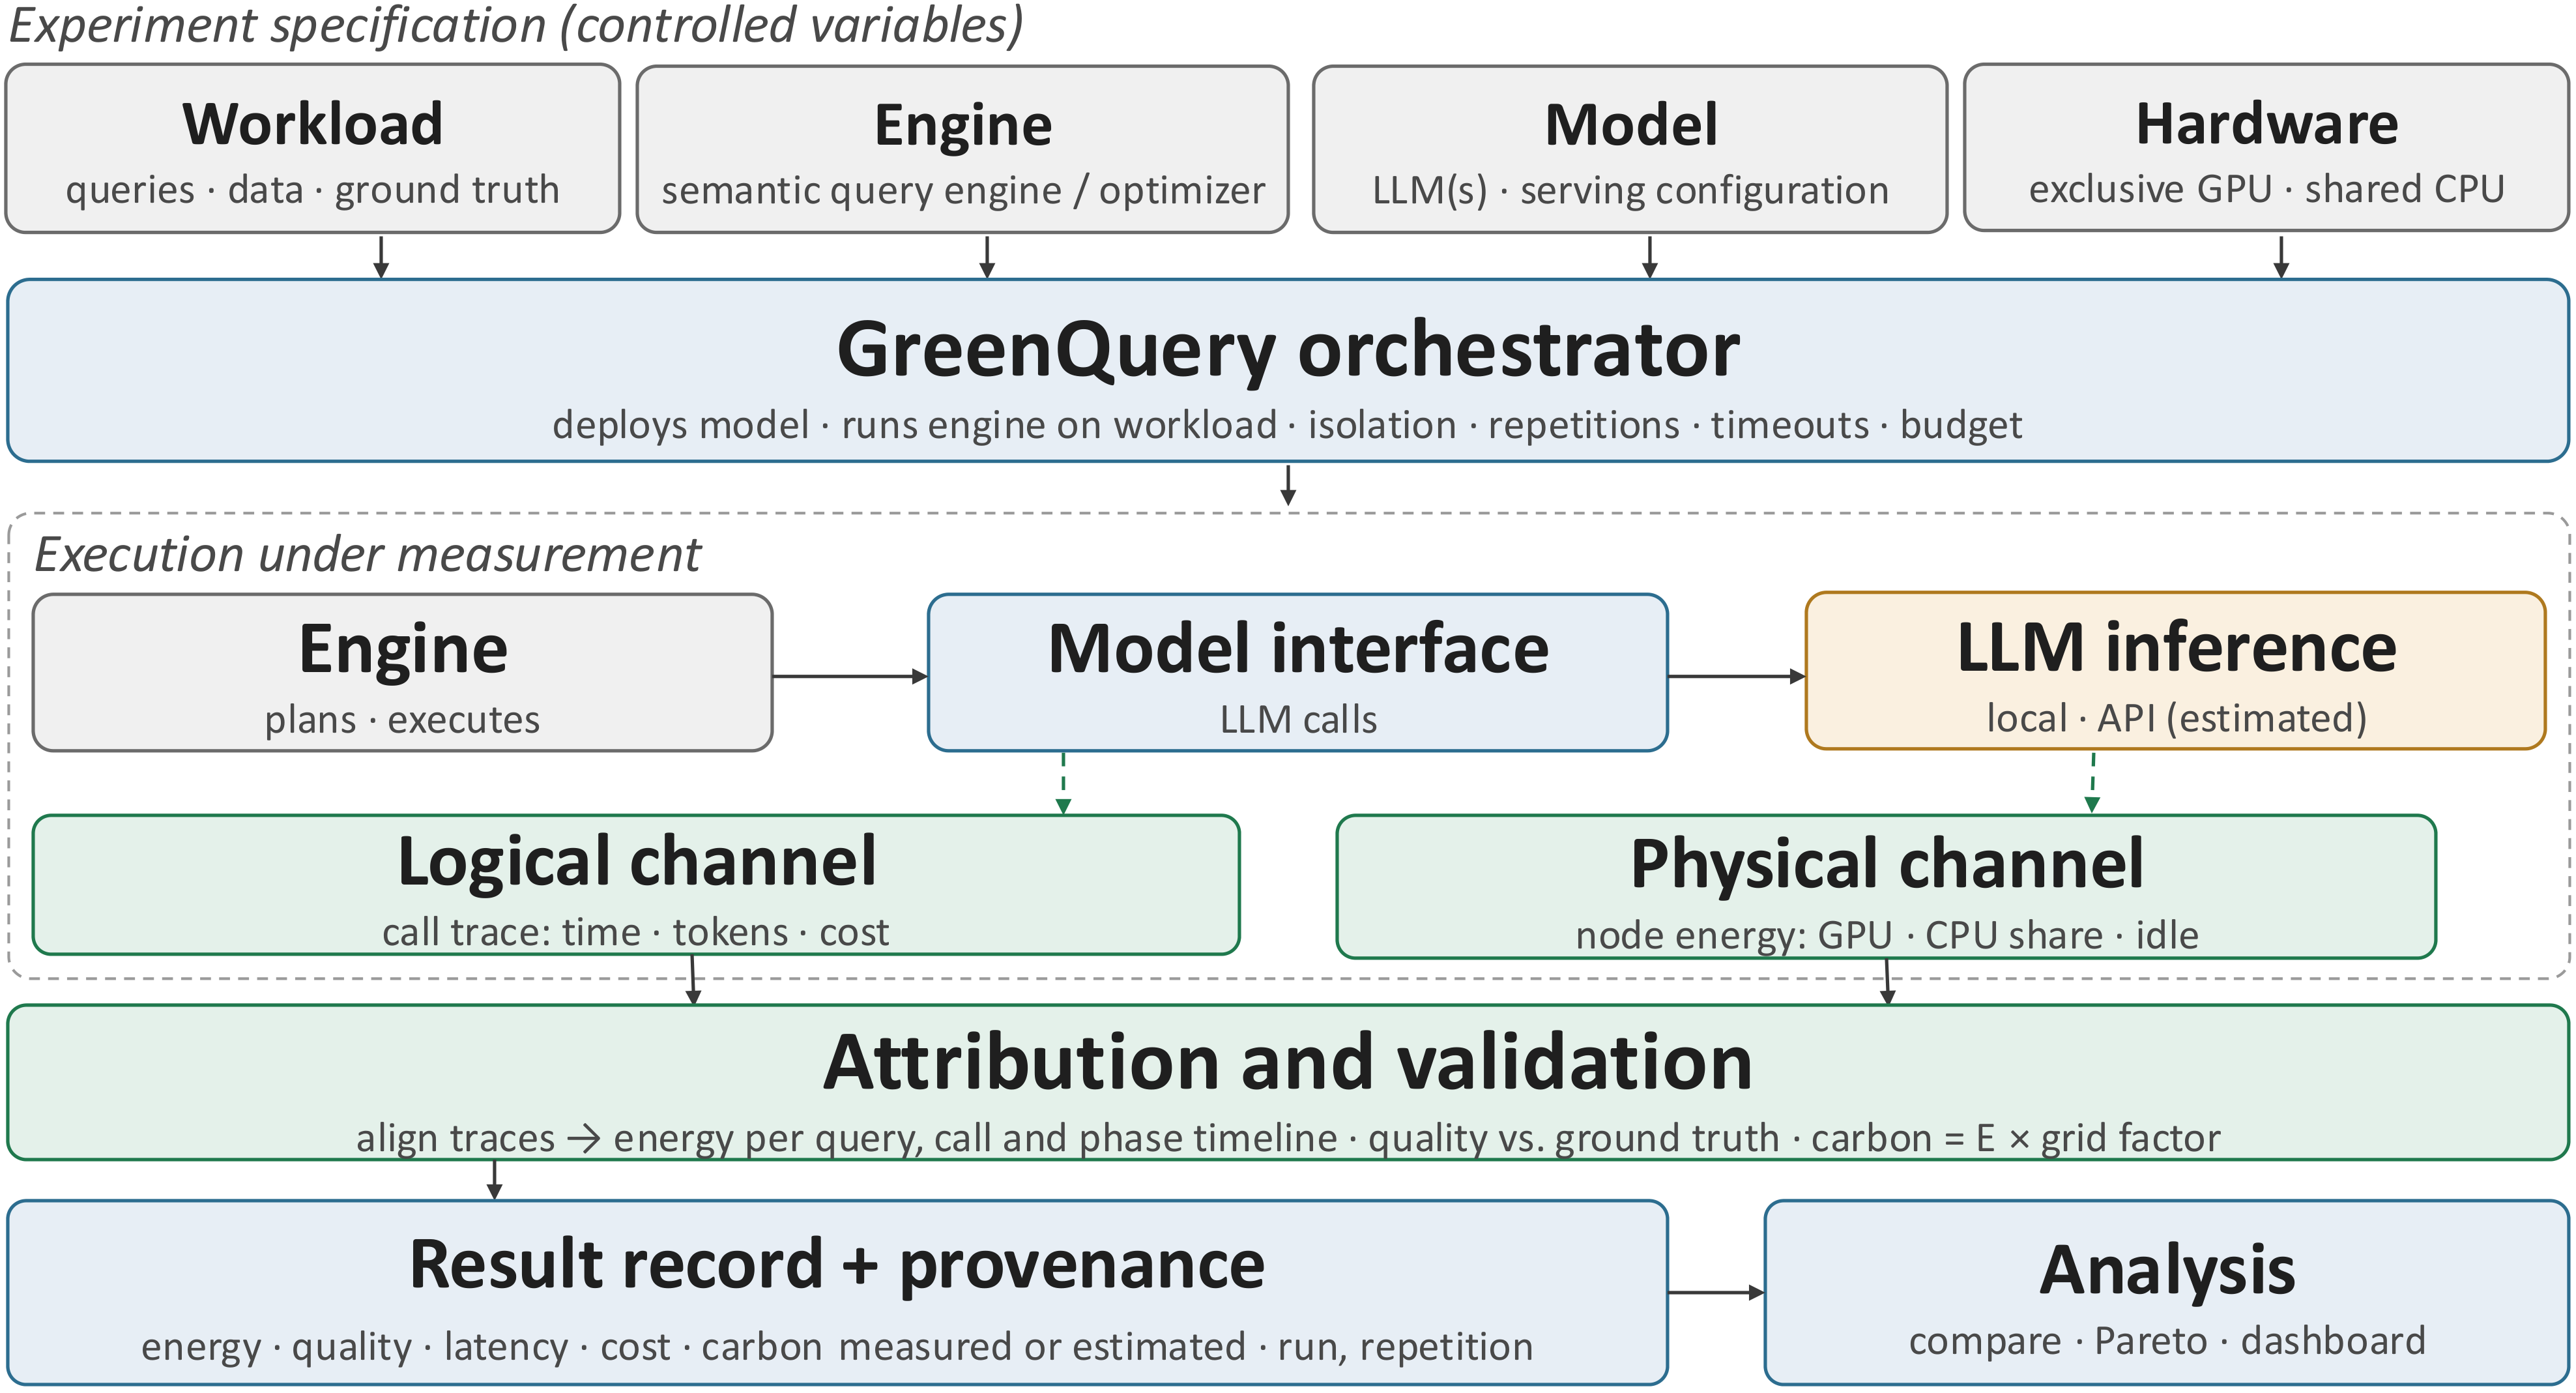 Experiment specification (controlled variables)
Workload
queries · data · ground truth
Engine
semantic query engine / optimizer
Model
LLM(s) · serving configuration
Hardware
exclusive GPU · shared CPU
GreenQuery orchestrator
deploys model · runs engine on workload · isolation · repetitions · timeouts · budget
Execution under measurement
Engine
plans · executes
Model interface
LLM calls
LLM inference
local · API (estimated)
Logical channel
call trace: time · tokens · cost
Physical channel
node energy: GPU · CPU share · idle
Attribution and validation
align traces → energy per query, call and phase timeline · quality vs. ground truth · carbon = E × grid factor
Result record + provenance
energy · quality · latency · cost · carbon measured or estimated · run, repetition
Analysis
compare · Pareto · dashboard